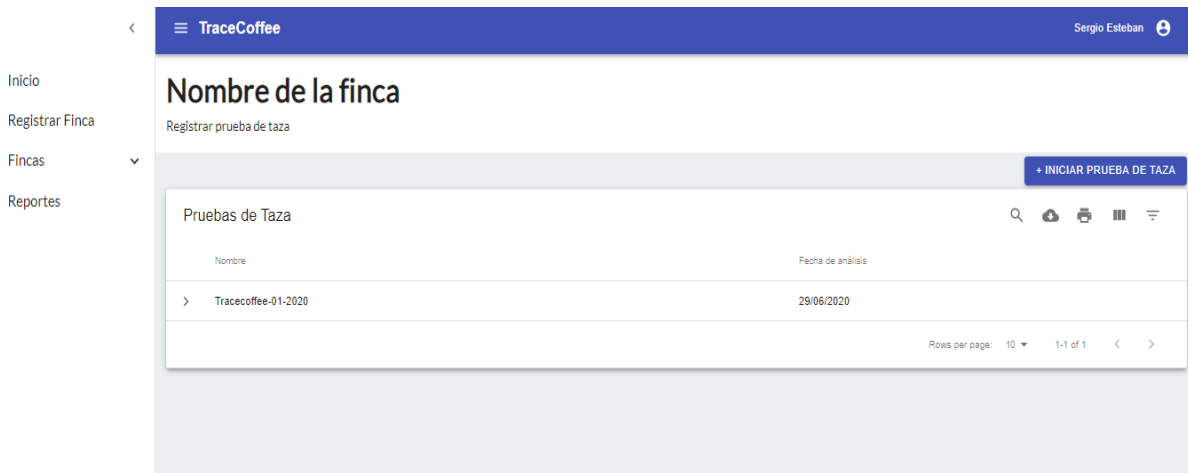 TraceCoffee
Sergio Esteban
Inicio
Registrar Finca
Fincas
Reportes
Nombre de la finca
Registrar prueba de taza
+ INICIAR PRUEBA DE TAZA
Pruebas de Taza
Nombre Fecha de análisis
Tracecoffee-01-2020 29/06/2020
Rows per page: 10 1-1 of 1